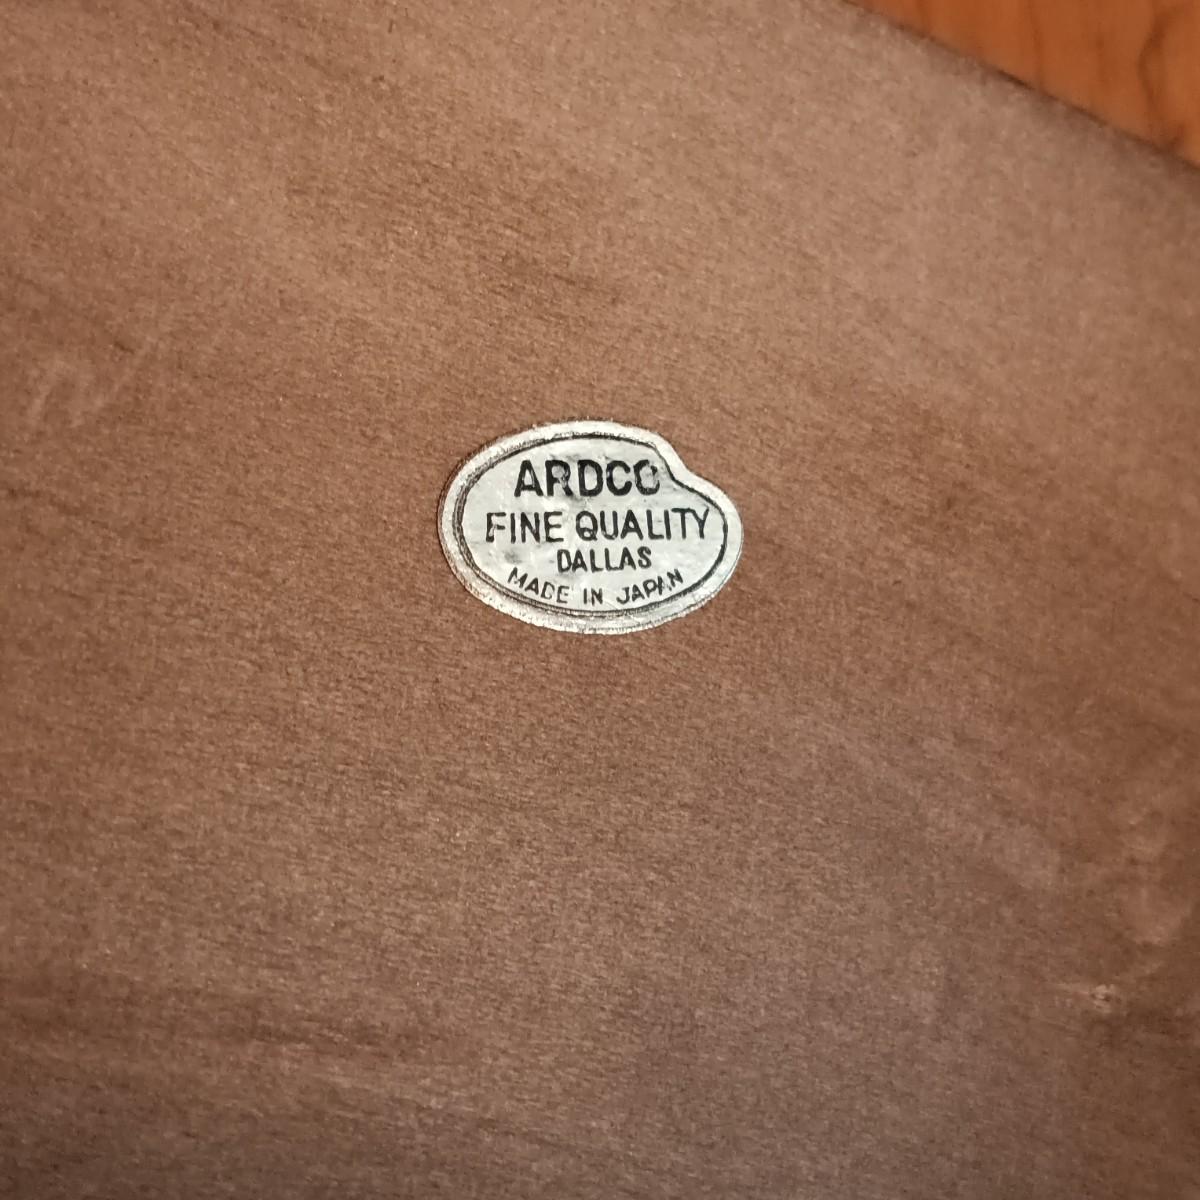 ARDCO
FINE QUALITY
DALLAS
MADE IN JAPAN